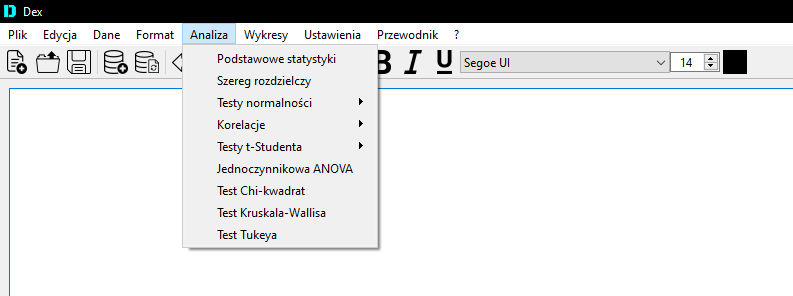 Dex
Plik Edycja Dane Format Analiza Wykresy Ustawienia Przewodnik ?
B I U Segoe UI 14
Podstawowe statystyki
Szereg rozdzielczy
Testy normalności
Korelacje
Testy t-Studenta
Jednoczynnikowa ANOVA
Test Chi-kwadrat
Test Kruskala-Wallisa
Test Tukeya